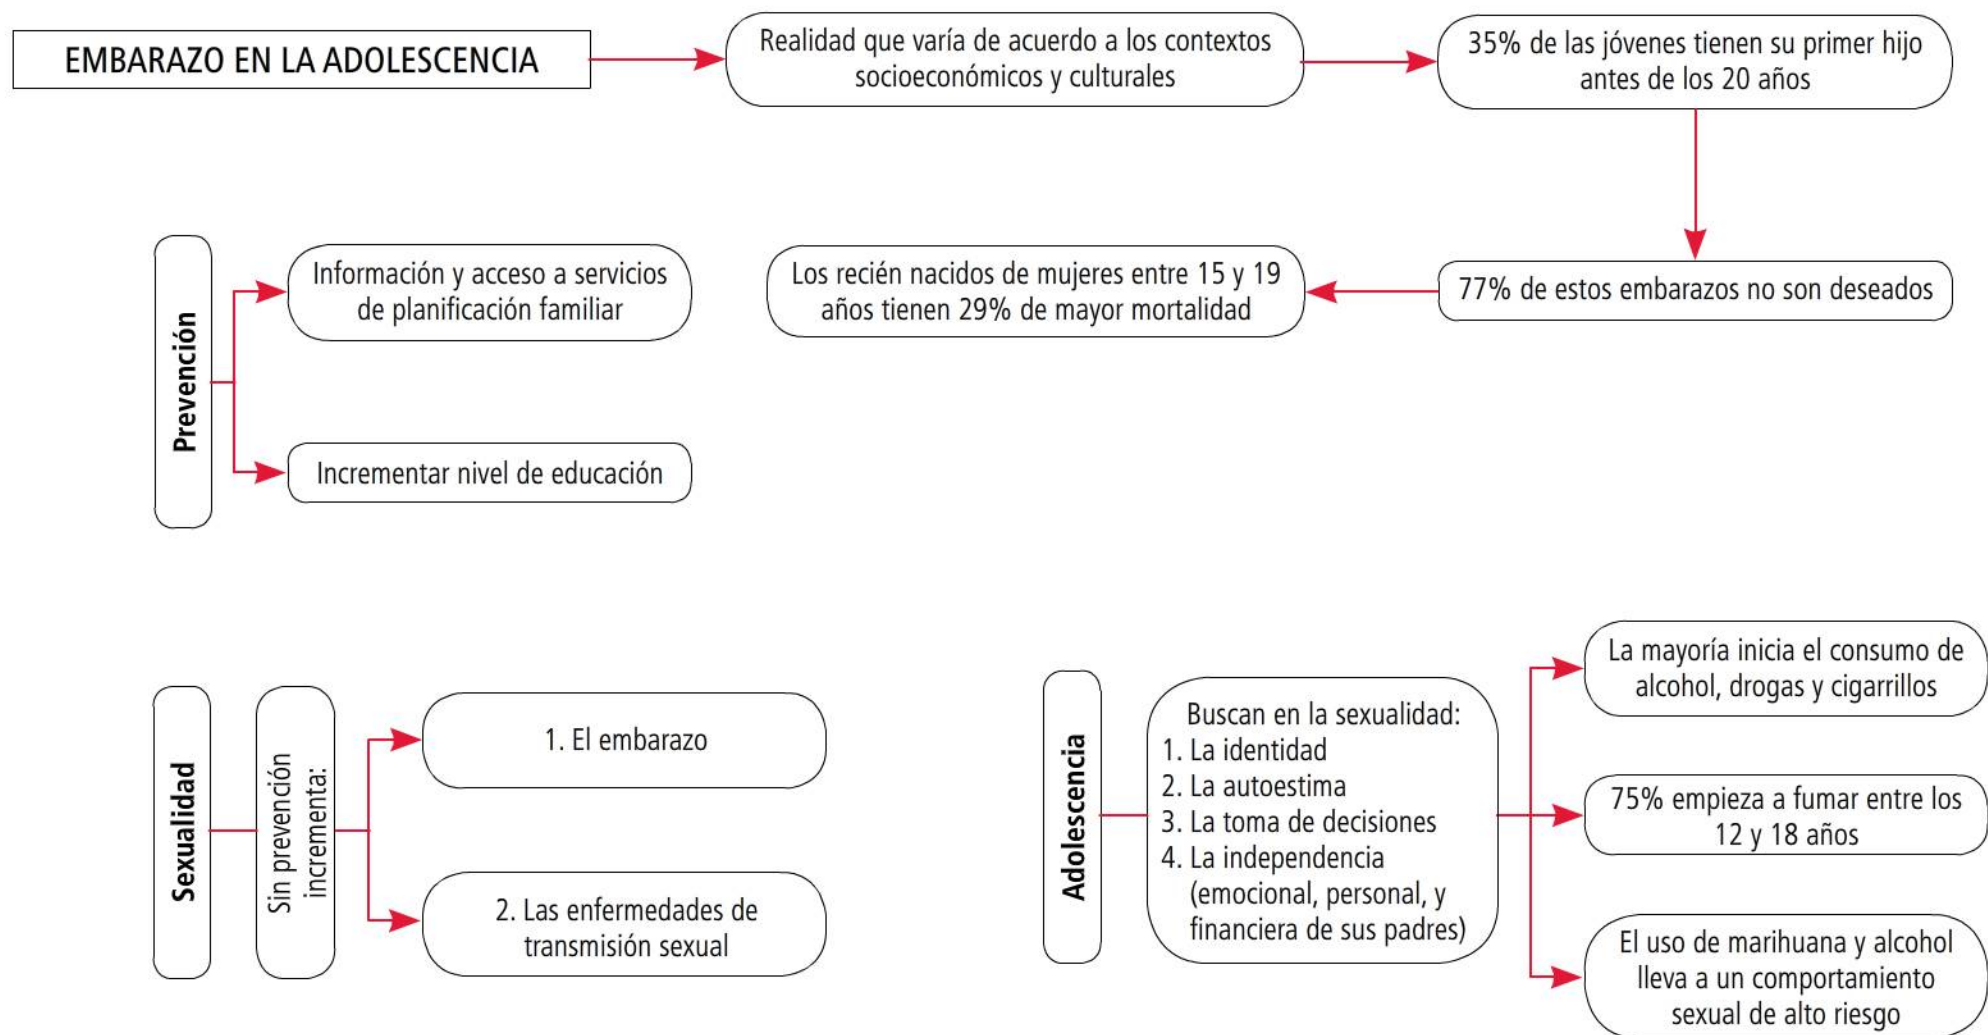 EMBARAZO EN LA ADOLESCENCIA
Realidad que varía de acuerdo a los contextos
socioeconómicos y culturales
35% de las jóvenes tienen su primer hijo
antes de los 20 años
77% de estos embarazos no son deseados
Los recién nacidos de mujeres entre 15 y 19
años tienen 29% de mayor mortalidad
Prevención
Información y acceso a servicios
de planificación familiar
Incrementar nivel de educación
Sexualidad
Sin prevención
incrementa:
1. El embarazo
2. Las enfermedades de
transmisión sexual
Adolescencia
Buscan en la sexualidad:
1. La identidad
2. La autoestima
3. La toma de decisiones
4. La independencia
(emocional, personal, y
financiera de sus padres)
La mayoría inicia el consumo de
alcohol, drogas y cigarrillos
75% empieza a fumar entre los
12 y 18 años
El uso de marihuana y alcohol
lleva a un comportamiento
sexual de alto riesgo